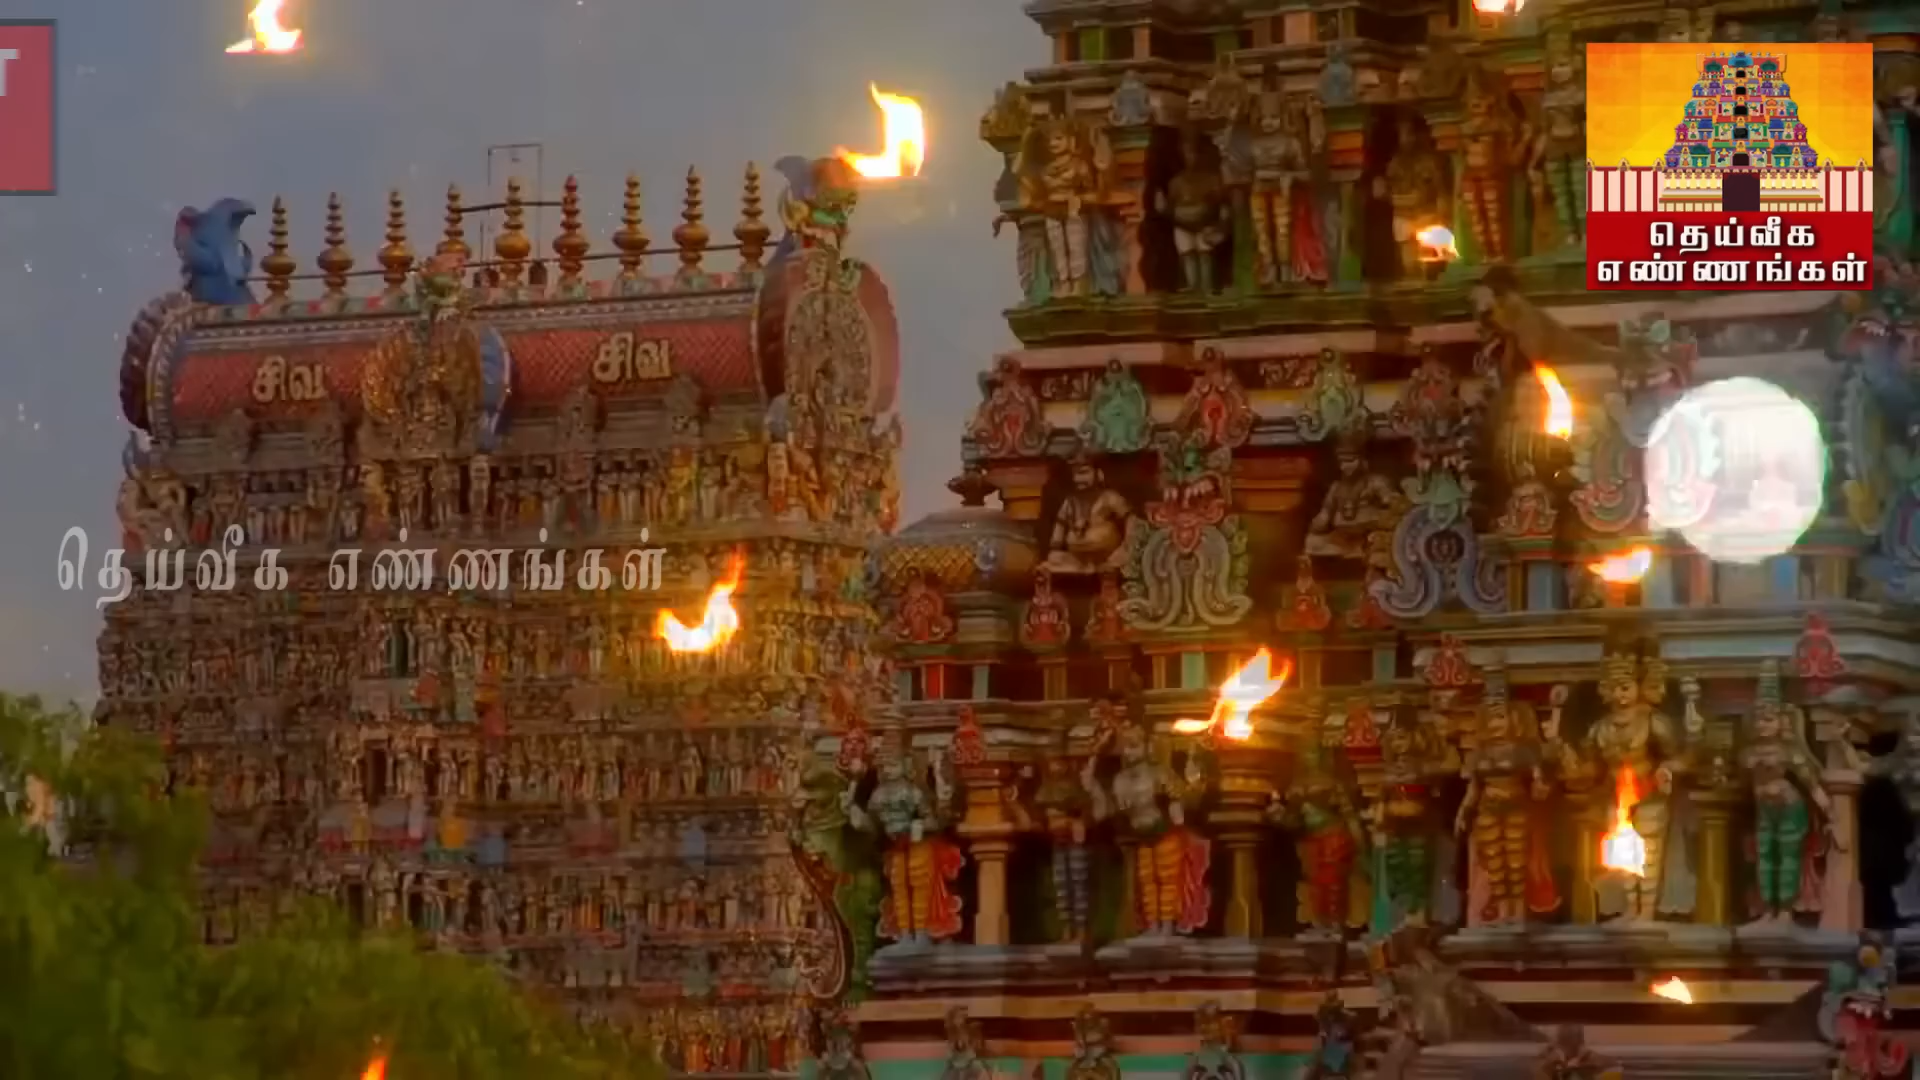 T
தெய்வீக
எண்ணங்கள்
சிவ சிவ
தெய்வீக எண்ணங்கள்